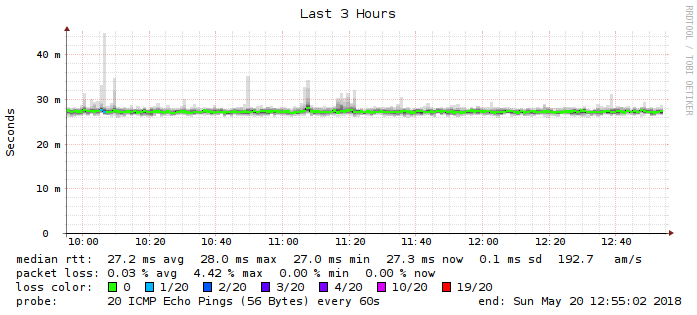 Last 3 Hours
RRDTOOL / TOBI OETIKER
Seconds
40 m
30 m
20 m
10 m
0
10:00 10:20 10:40 11:00 11:20 11:40 12:00 12:20 12:40
median rtt: 27.2 ms avg 28.0 ms max 27.0 ms min 27.3 ms now 0.1 ms sd 192.7 am/s
packet loss: 0.03 % avg 4.42 % max 0.00 % min 0.00 % now
loss color: 0 1/20 2/20 3/20 4/20 10/20 19/20
probe: 20 ICMP Echo Pings (56 Bytes) every 60s end: Sun May 20 12:55:02 2018